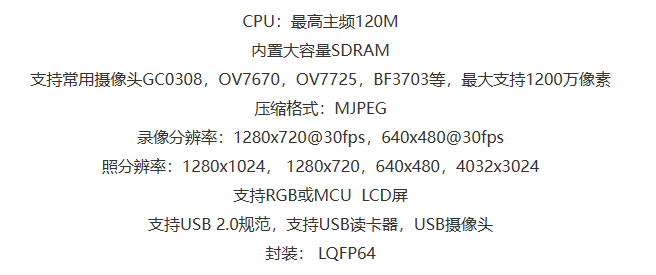 CPU：最高主频120M
内置大容量SDRAM
支持常用摄像头GC0308，OV7670，OV7725，BF3703等，最大支持1200万像素
压缩格式：MJPEG
录像分辨率：1280x720@30fps，640x480@30fps
照分辨率：1280x1024， 1280x720，640x480，4032x3024
支持RGB或MCU  LCD屏
支持USB 2.0规范，支持USB读卡器，USB摄像头
封装： LQFP64